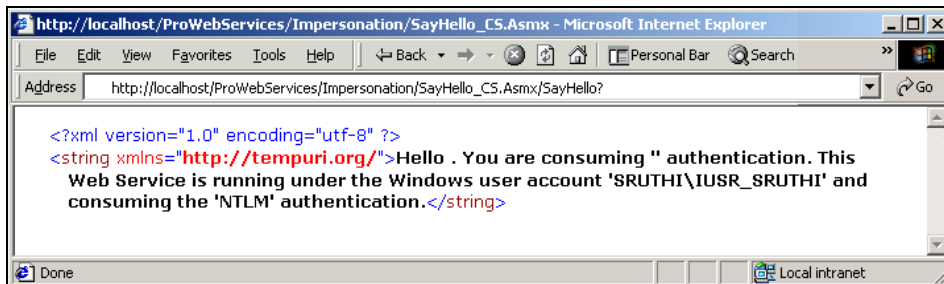 http://localhost/ProWebServices/Impersonation/SayHello_CS.Asmx - Microsoft Internet Explorer
File Edit View Favorites Tools Help Back Personal Bar Search »
Address http://localhost/ProWebServices/Impersonation/SayHello_CS.Asmx/SayHello? Go
<?xml version="1.0" encoding="utf-8" ?>
<string xmlns="http://tempuri.org/">Hello . You are consuming '' authentication. This
Web Service is running under the Windows user account 'SRUTHI\IUSR_SRUTHI' and
consuming the 'NTLM' authentication.</string>
Done Local intranet